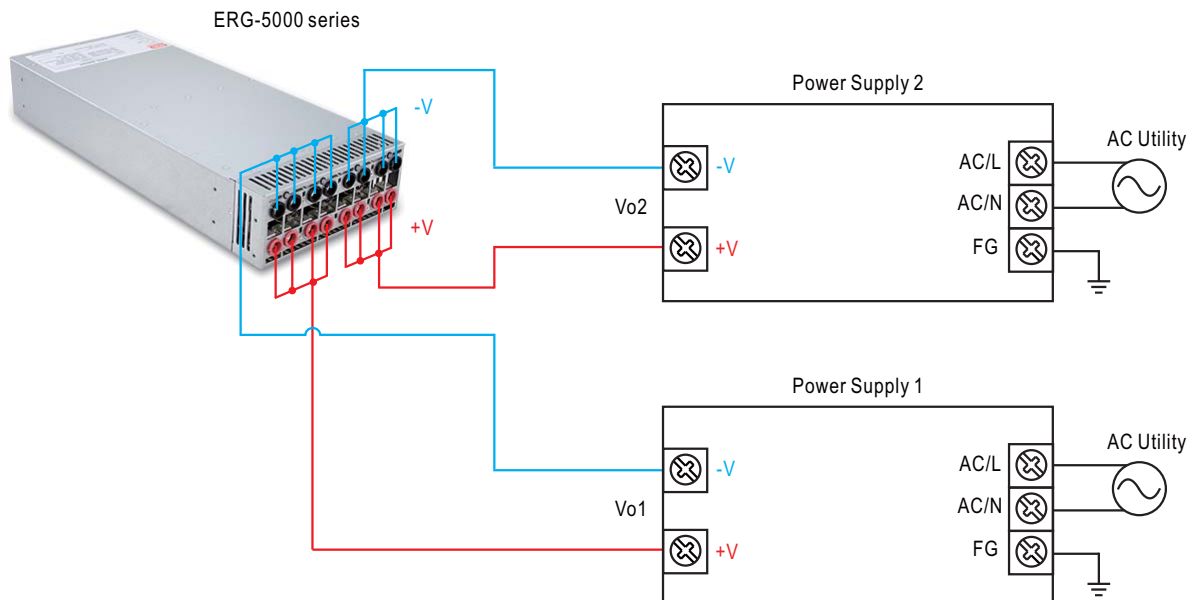 ERG-5000 series
-V
+V
Power Supply 2
-V
Vo2
+V
AC/L
AC/N
FG
AC Utility
Power Supply 1
-V
Vo1
+V
AC/L
AC/N
FG
AC Utility